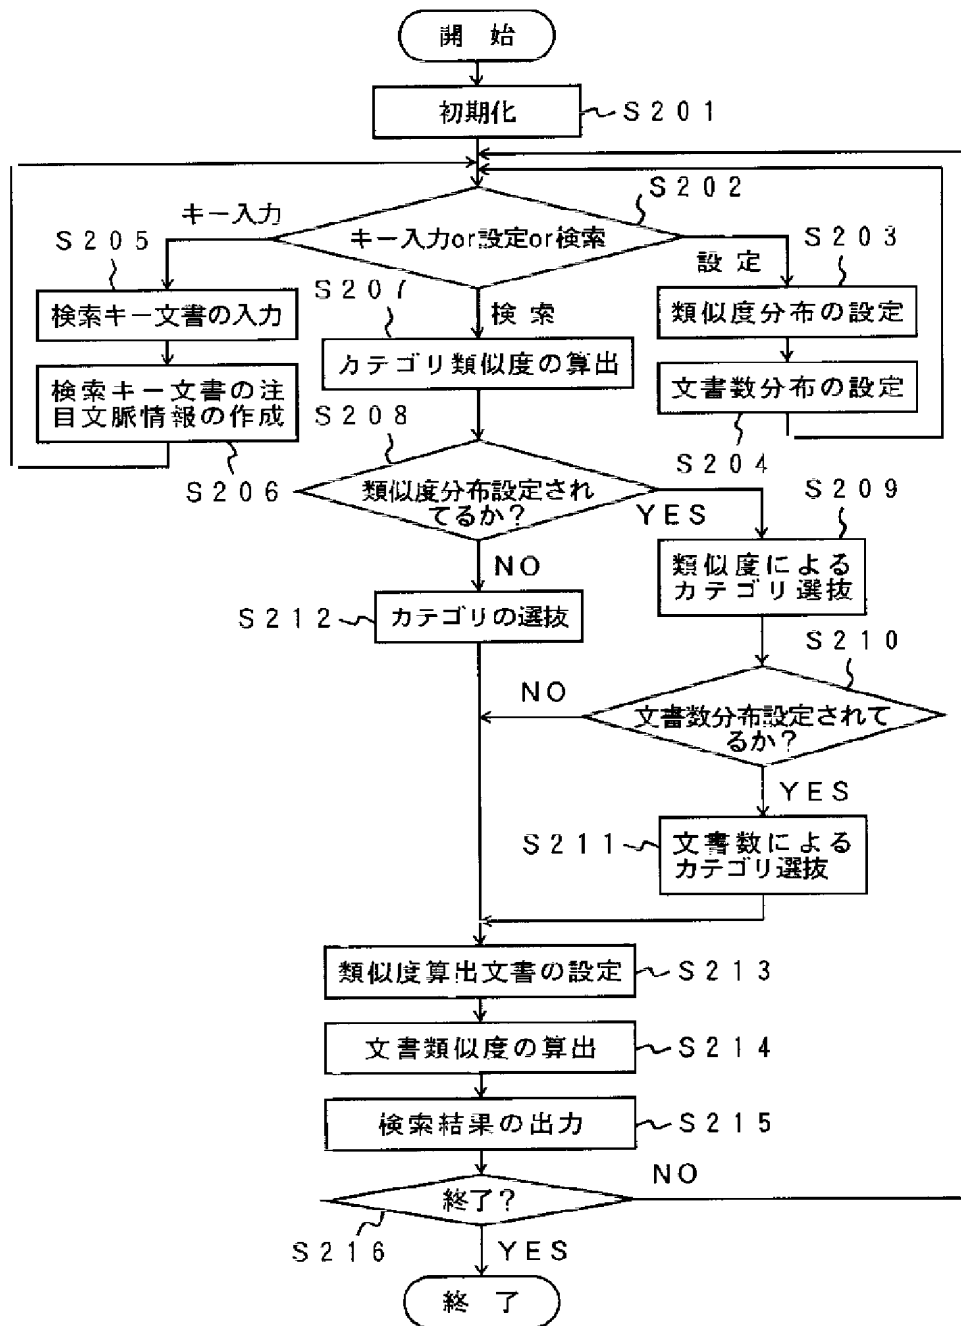 開始
初期化
S201
S202
キー入力or設定or検索
キー入力
S205
検索キー文書の入力
検索キー文書の注
目文脈情報の作成
S206
設定
S203
類似度分布の設定
文書数分布の設定
S204
S207
検索
カテゴリ類似度の算出
S208
類似度分布設定され
てるか?
YES
S209
類似度による
カテゴリ選抜
NO
S212
カテゴリの選抜
S210
文書数分布設定されて
るか?
NO
YES
S211
文書数による
カテゴリ選抜
類似度算出文書の設定
S213
文書類似度の算出
S214
検索結果の出力
S215
終了?
NO
S216
YES
終了